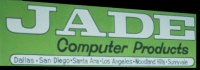 JADE
Computer Products
Dallas · San Diego · Santa Ana · Los Angeles · Woodland Hills · Sunnyvale